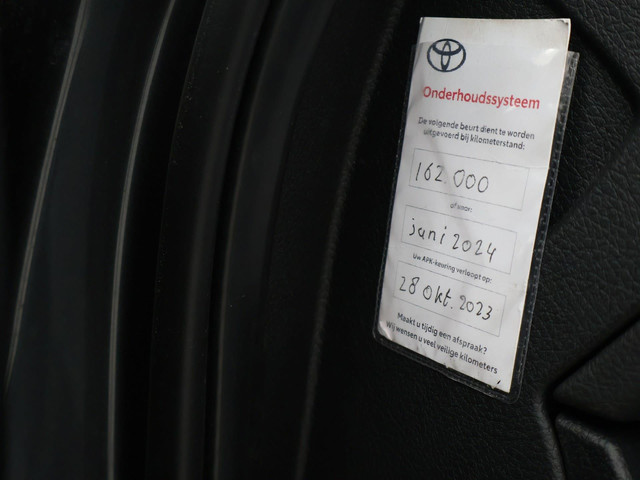 Onderhoudssysteem
De volgende beurt dient te worden
uitgevoerd bij kilometerstand:
162.000
of voor:
juni 2024
Uw APK-keuring verloopt op:
28 okt. 2023
Maakt u tijdig een afspraak?
Wij wensen u veel veilige kilometers